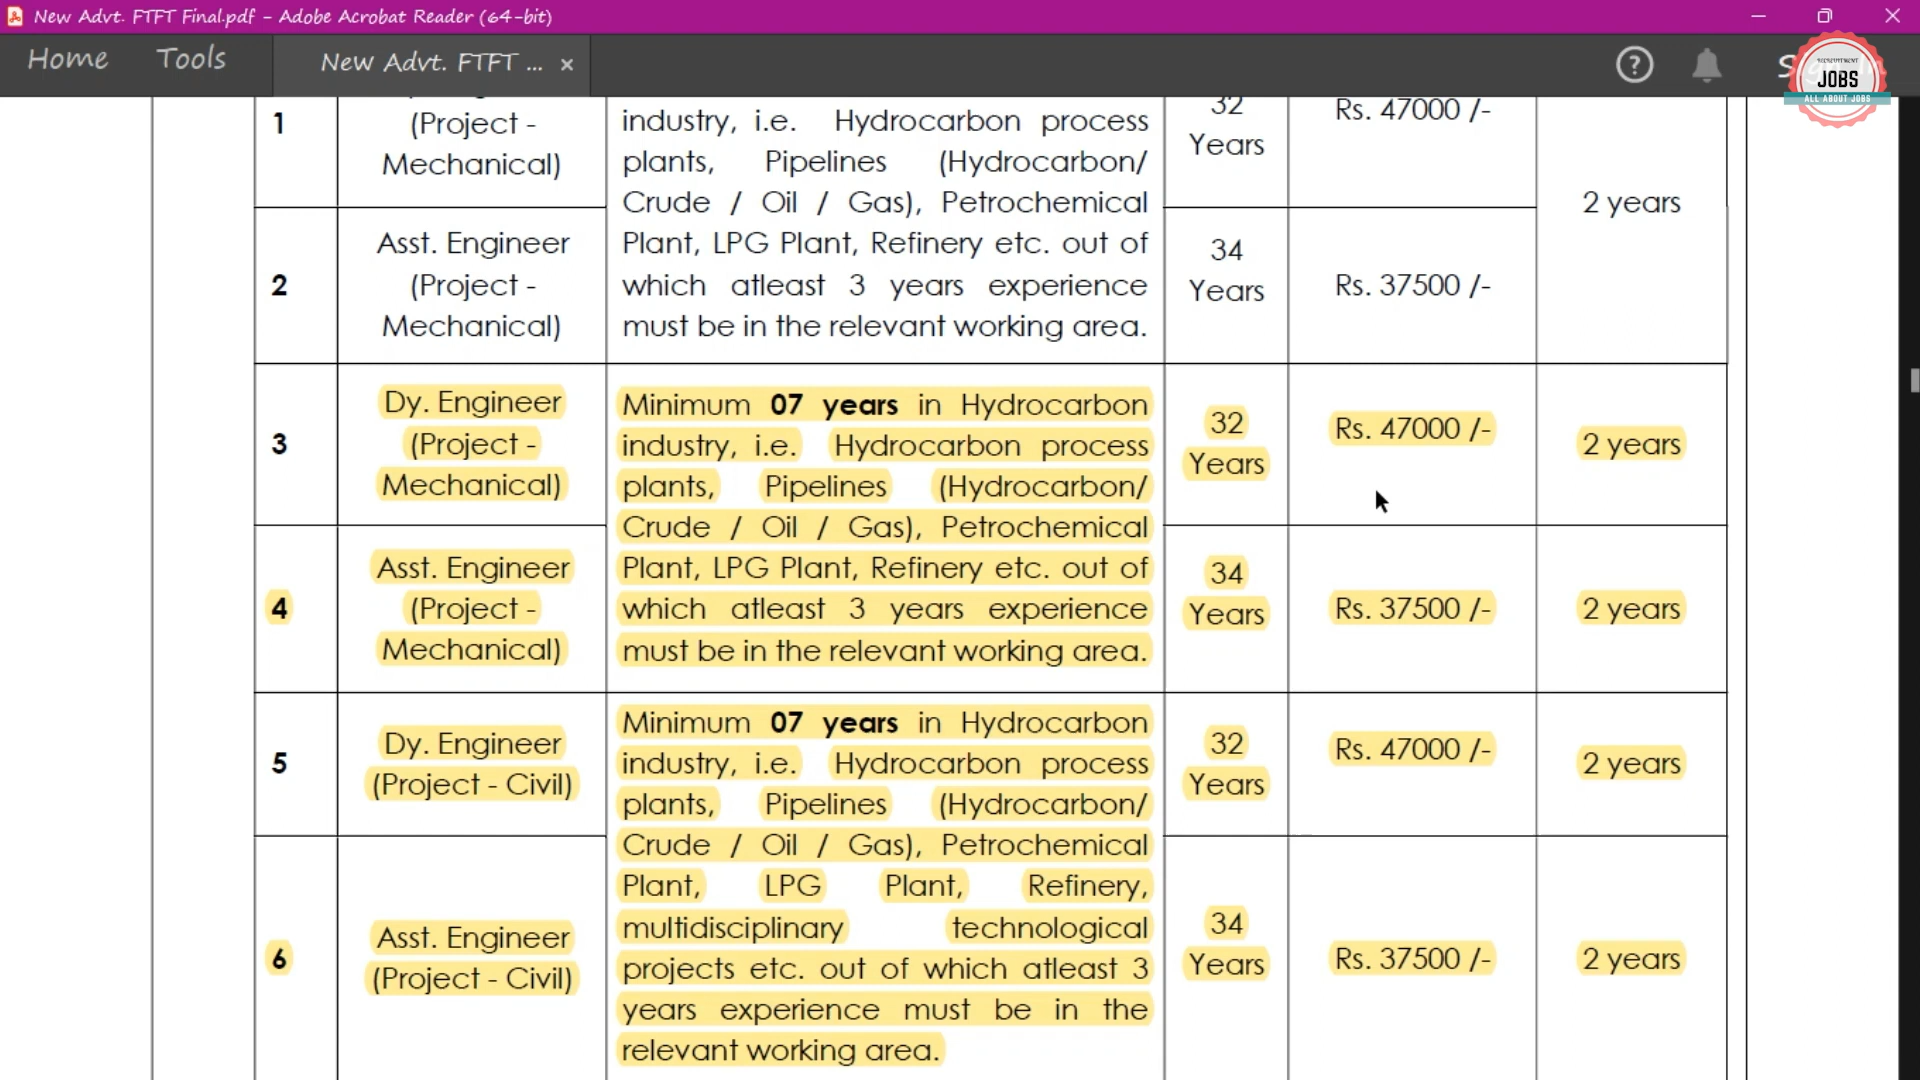 New Advt. FTFT Final.pdf - Adobe Acrobat Reader (64-bit)
Home Tools New Advt. FTFT ... ×
RECRUITMENT
JOBS
ALL ABOUT JOBS
1
(Project -
Mechanical)
industry, i.e. Hydrocarbon process
plants, Pipelines (Hydrocarbon/
Crude / Oil / Gas), Petrochemical
Plant, LPG Plant, Refinery etc. out of
which atleast 3 years experience
must be in the relevant working area.
32
Years
Rs. 47000 /-
2 years
2
Asst. Engineer
(Project -
Mechanical)
34
Years
Rs. 37500 /-
3
Dy. Engineer
(Project -
Mechanical)
Minimum 07 years in Hydrocarbon
industry, i.e. Hydrocarbon process
plants, Pipelines (Hydrocarbon/
Crude / Oil / Gas), Petrochemical
Plant, LPG Plant, Refinery etc. out of
which atleast 3 years experience
must be in the relevant working area.
32
Years
Rs. 47000 /-
2 years
4
Asst. Engineer
(Project -
Mechanical)
34
Years
Rs. 37500 /-
2 years
5
Dy. Engineer
(Project - Civil)
Minimum 07 years in Hydrocarbon
industry, i.e. Hydrocarbon process
plants, Pipelines (Hydrocarbon/
Crude / Oil / Gas), Petrochemical
Plant, LPG Plant, Refinery,
multidisciplinary technological
projects etc. out of which atleast 3
years experience must be in the
relevant working area.
32
Years
Rs. 47000 /-
2 years
6
Asst. Engineer
(Project - Civil)
34
Years
Rs. 37500 /-
2 years